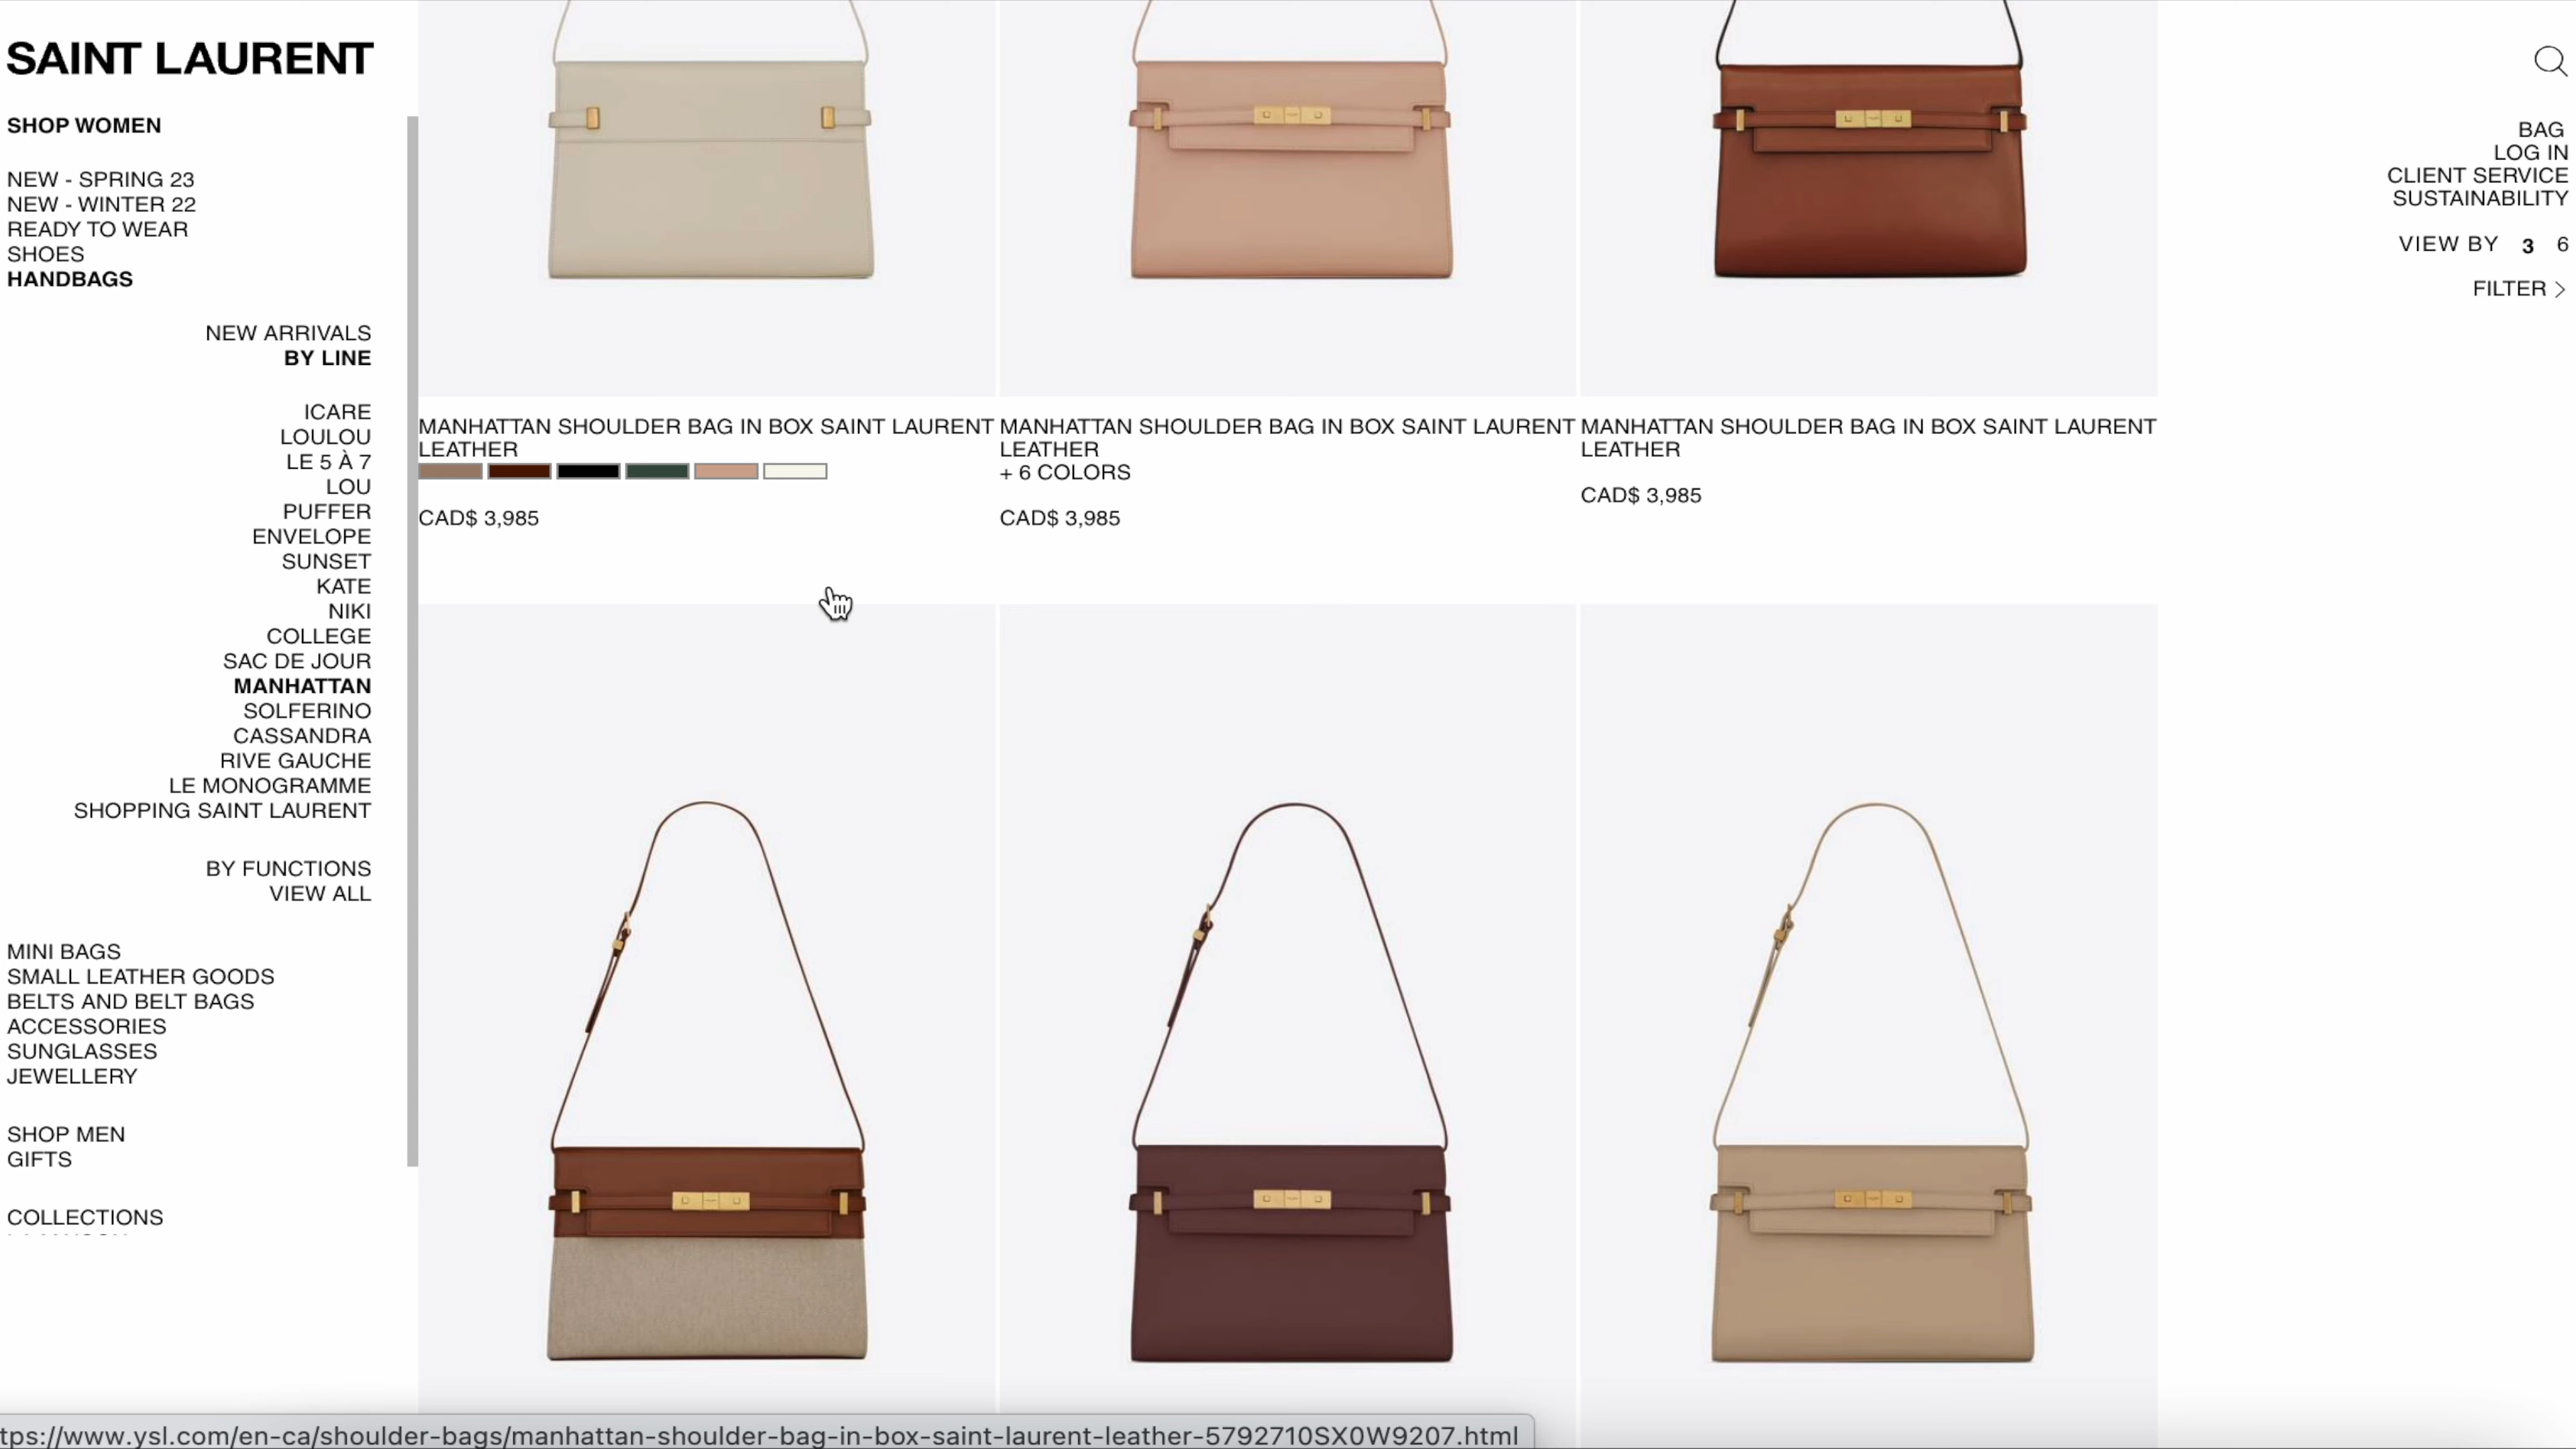 SAINT LAURENT
SHOP WOMEN
NEW - SPRING 23
NEW - WINTER 22
READY TO WEAR
SHOES
HANDBAGS
NEW ARRIVALS
BY LINE
ICARE
LOULOU
LE 5 À 7
LOU
PUFFER
ENVELOPE
SUNSET
KATE
NIKI
COLLEGE
SAC DE JOUR
MANHATTAN
SOLFERINO
CASSANDRA
RIVE GAUCHE
LE MONOGRAMME
SHOPPING SAINT LAURENT
BY FUNCTIONS
VIEW ALL
MINI BAGS
SMALL LEATHER GOODS
BELTS AND BELT BAGS
ACCESSORIES
SUNGLASSES
JEWELLERY
SHOP MEN
GIFTS
COLLECTIONS
MANHATTAN SHOULDER BAG IN BOX SAINT LAURENT
LEATHER
CAD$ 3,985
MANHATTAN SHOULDER BAG IN BOX SAINT LAURENT
LEATHER
+ 6 COLORS
CAD$ 3,985
MANHATTAN SHOULDER BAG IN BOX SAINT LAURENT
LEATHER
CAD$ 3,985
BAG
LOG IN
CLIENT SERVICE
SUSTAINABILITY
VIEW BY 3 6
FILTER >
tps://www.ysl.com/en-ca/shoulder-bags/manhattan-shoulder-bag-in-box-saint-laurent-leather-5792710SX0W9207.html